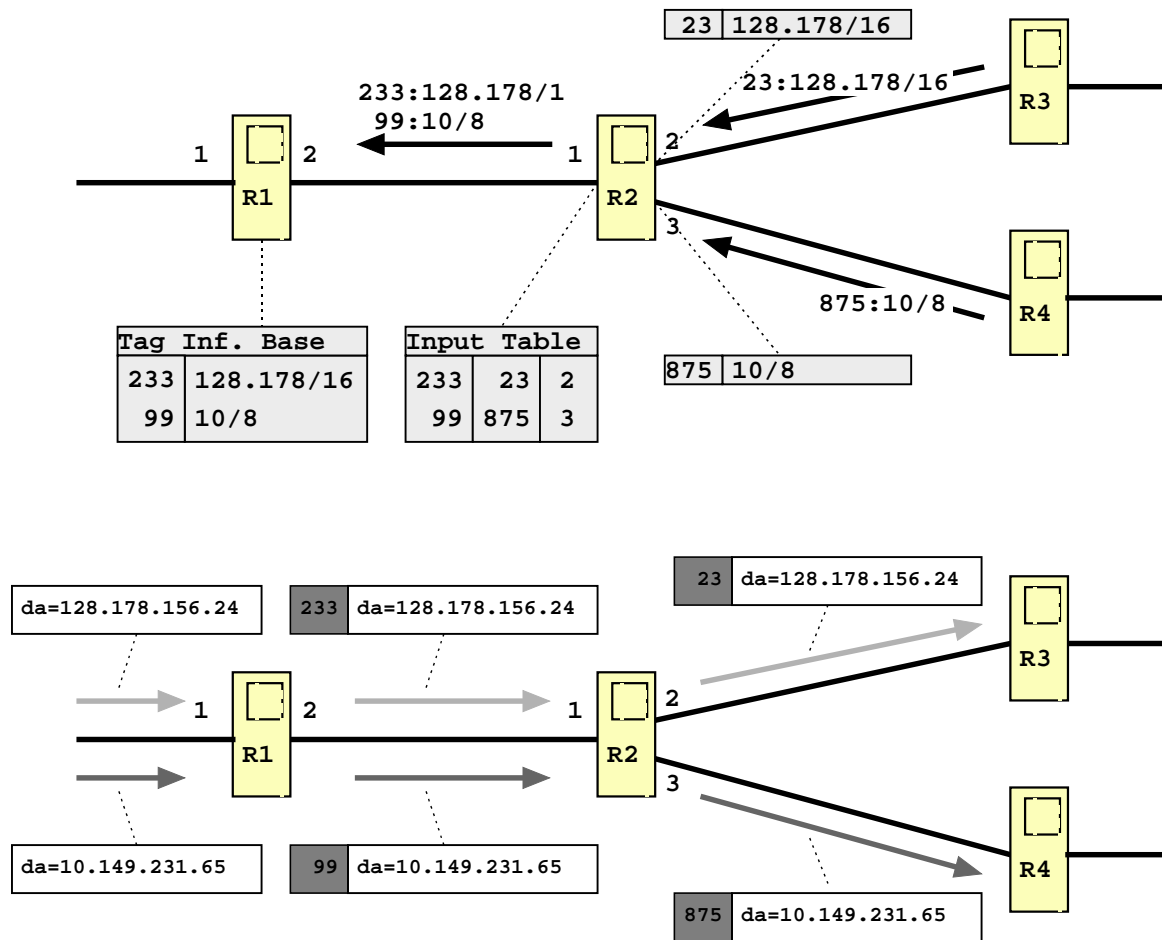 23 128.178/16
233:128.178/1
99:10/8
23:128.178/16
R3
1 2
1
2
R1
R2
3
875:10/8
R4
Tag Inf. Base
233 128.178/16
99 10/8
Input Table
233 23 2
99 875 3
875 10/8
da=128.178.156.24
233 da=128.178.156.24
23 da=128.178.156.24
R3
1 2
1
2
R1
R2
3
da=10.149.231.65
99 da=10.149.231.65
R4
875 da=10.149.231.65